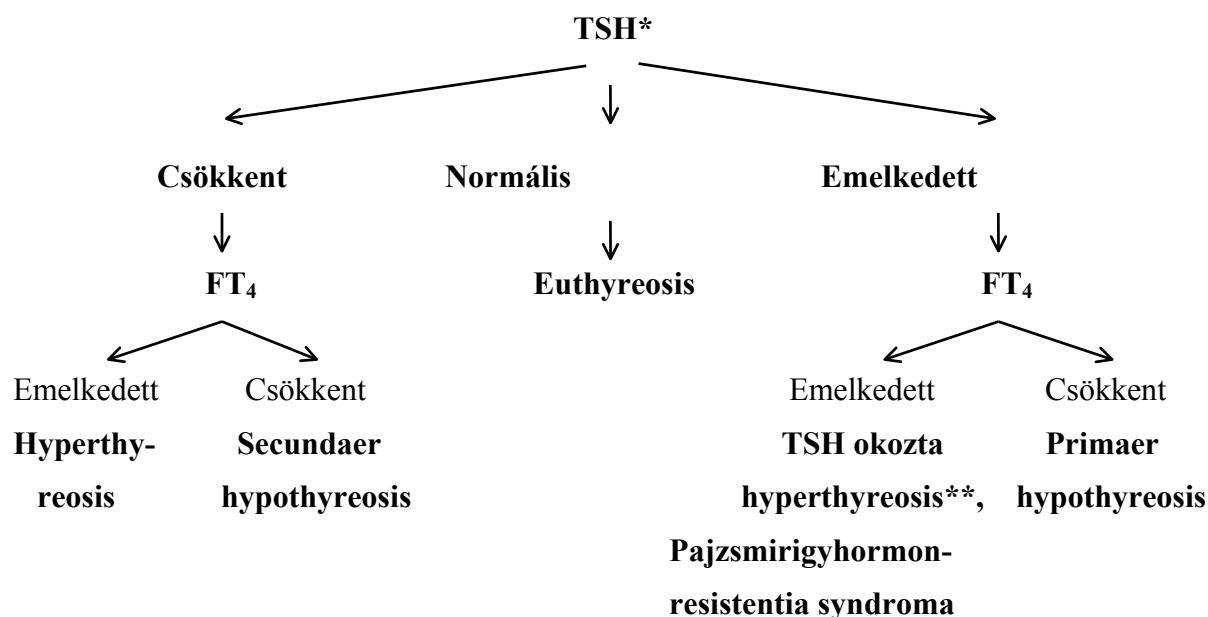 TSH*
Csökkent Normális Emelkedett
FT₄ Euthyreosis FT₄
Emelkedett Csökkent Emelkedett Csökkent
Hyperthy- Secundaer TSH okozta Primaer
reosis hypothyreosis hyperthyreosis**, hypothyreosis
Pajzsmirigyhormon-
resistentia syndroma